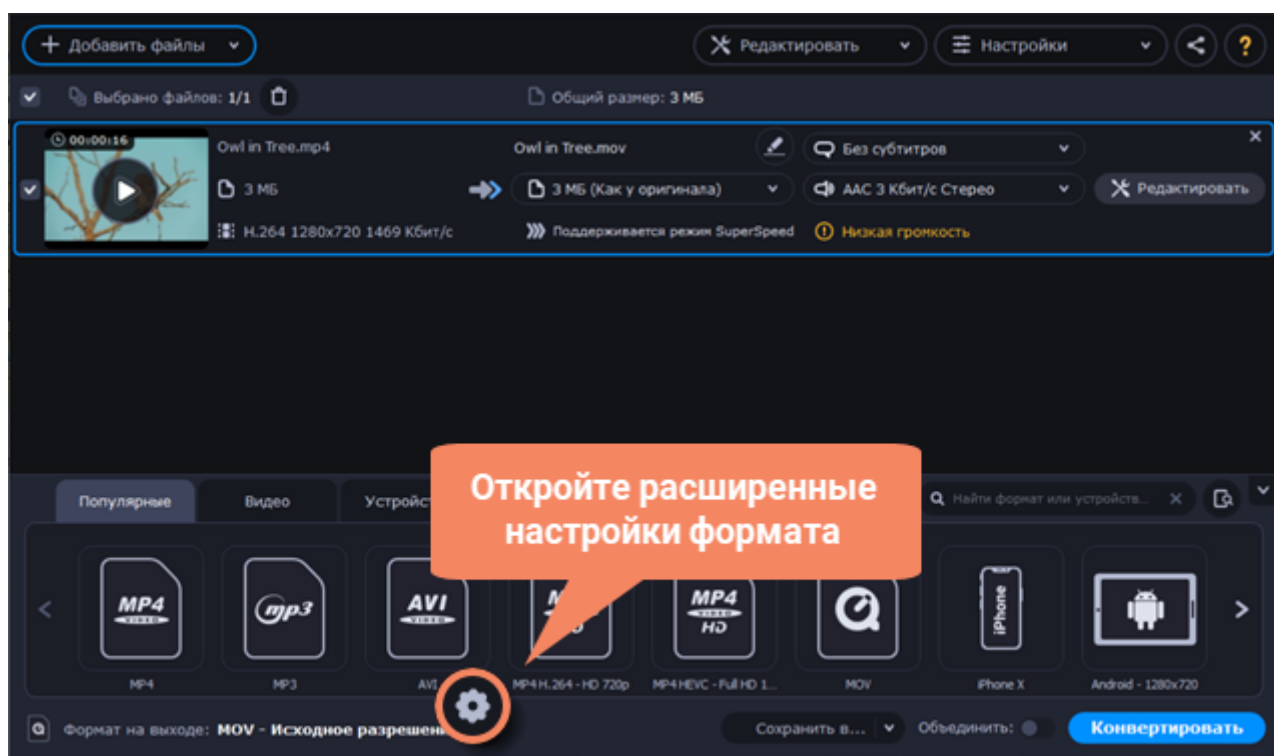 Добавить файлы
Редактировать
Настройки
?
Выбрано файлов: 1/1
Общий размер: 3 МБ
00:00:16
Owl in Tree.mp4
Owl in Tree.mov
Без субтитров
3 МБ
3 МБ (Как у оригинала)
AAC 3 Кбит/с Стерео
Редактировать
H.264 1280x720 1469 Кбит/с
Поддерживается режим SuperSpeed
Низкая громкость
Откройте расширенные
настройки формата
Популярные
Видео
Устройст
Найти формат или устройств...
MP4
VIDEO
mp3
AVI
VIDEO
MP4
HD
iPhone
MP4
MP3
AVI
MP4 H.264 - HD 720p
MP4 HEVC - Full HD 1...
MOV
iPhone X
Android - 1280x720
Формат на выходе: MOV - Исходное разрешени
Сохранить в...
Объединить:
Конвертировать